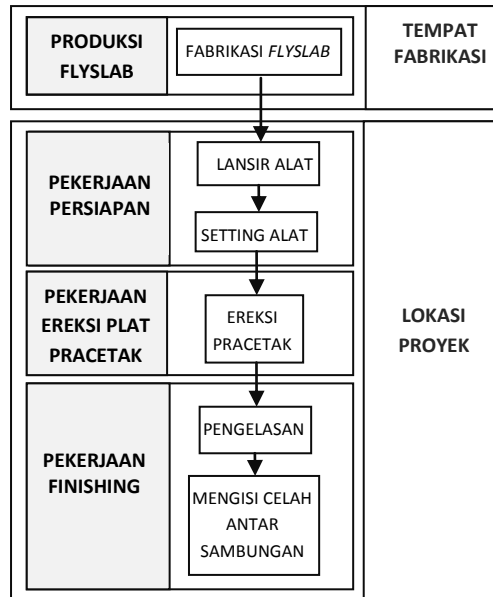 PRODUKSI
FLYSLAB
FABRIKASI FLYSLAB
TEMPAT
FABRIKASI
PEKERJAAN
PERSIAPAN
LANSIR ALAT
SETTING ALAT
PEKERJAAN
EREKSI PLAT
PRACETAK
EREKSI
PRACETAK
LOKASI
PROYEK
PEKERJAAN
FINISHING
PENGELASAN
MENGISI CELAH
ANTAR
SAMBUNGAN